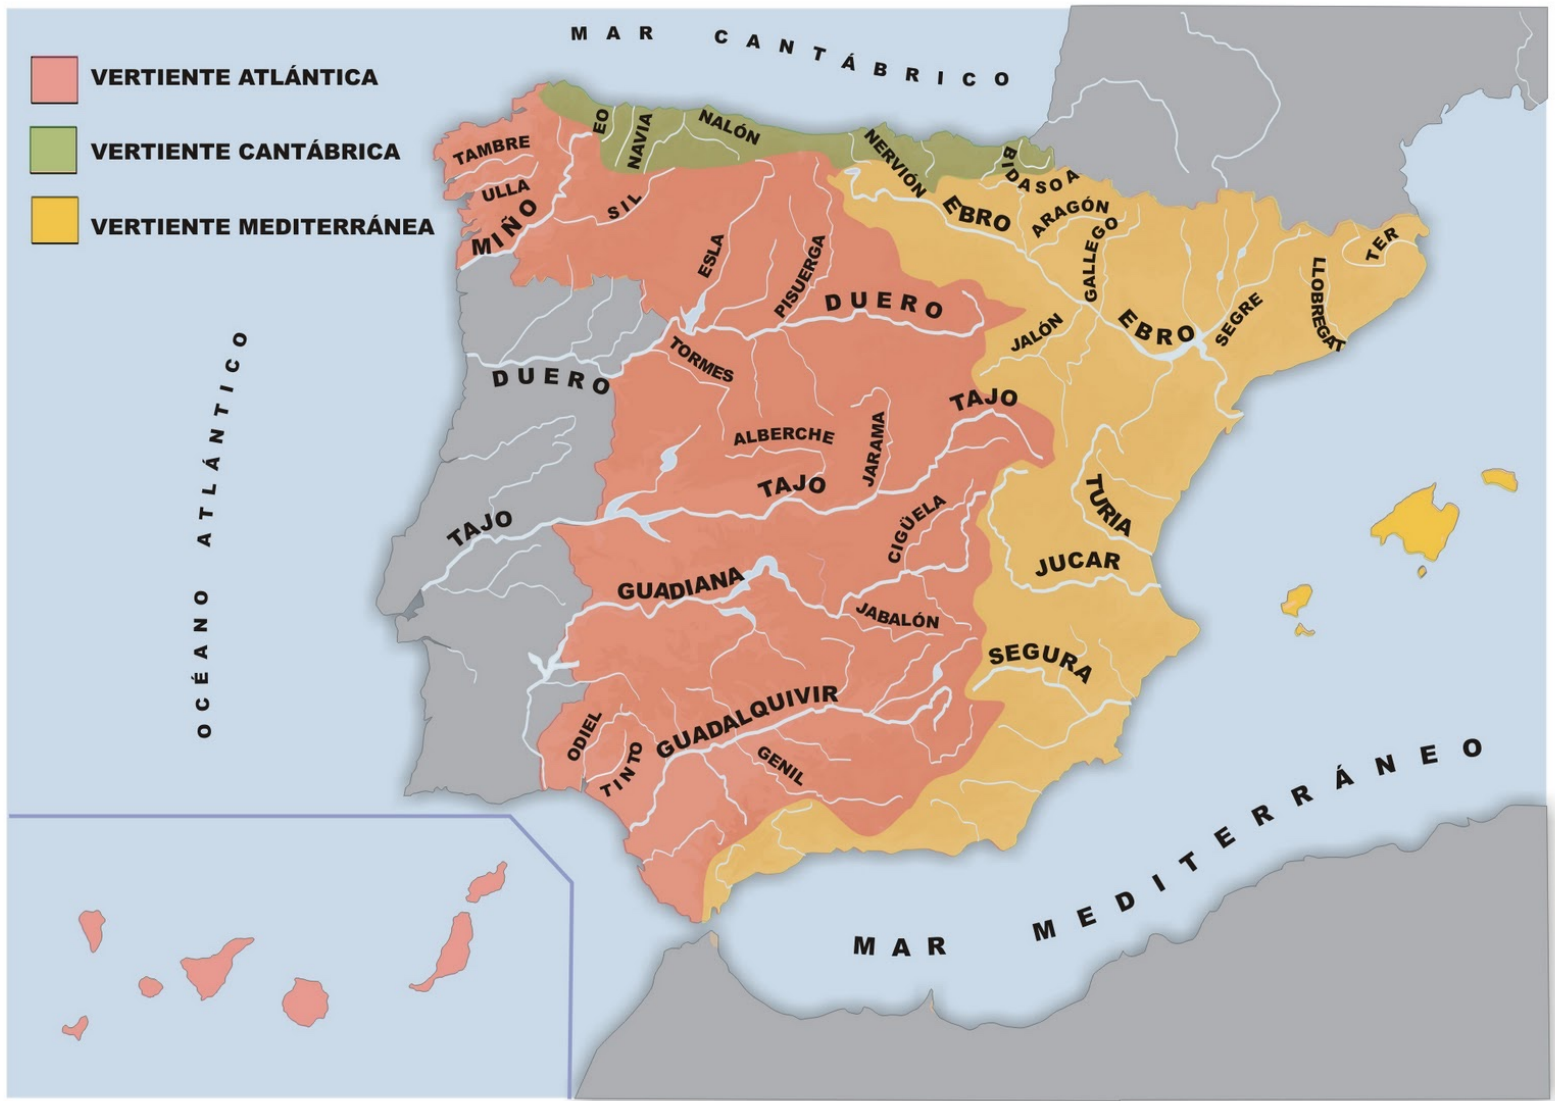 MAR CANTÁBRICO
VERTIENTE ATLÁNTICA
VERTIENTE CANTÁBRICA
VERTIENTE MEDITERRÁNEA
EO
NAVIA
NALÓN
NERVIÓN
BIDASOA
TAMBRE
ULLA
MIÑO
SIL
ESLA
PISUERGA
DUERO
EBRO
ARAGÓN
GALLEGO
TER
LLOBREGAT
SEGRE
EBRO
JALÓN
TORMES
DUERO
TAJO
ALBERCHE
JARAMA
TAJO
TAJO
CIGÜELA
TURIA
JUCAR
GUADIANA
JABALÓN
SEGURA
GUADALQUIVIR
ODIEL
TINTO
GENIL
OCÉANO ATLÁNTICO
MAR MEDITERRÁNEO